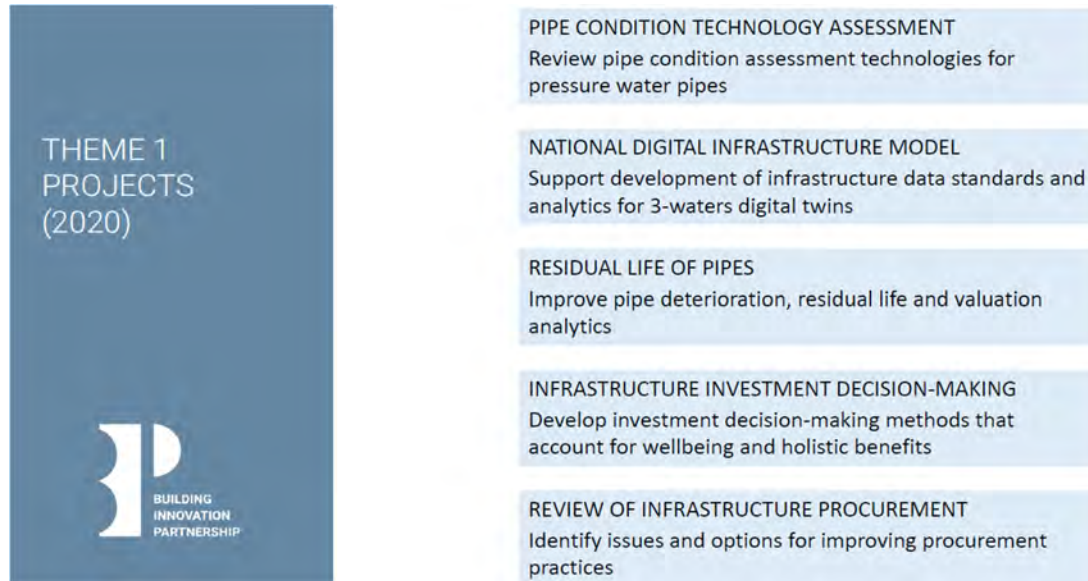 THEME 1
PROJECTS
(2020)
BUILDING
INNOVATION
PARTNERSHIP
PIPE CONDITION TECHNOLOGY ASSESSMENT
Review pipe condition assessment technologies for
pressure water pipes
NATIONAL DIGITAL INFRASTRUCTURE MODEL
Support development of infrastructure data standards and
analytics for 3-waters digital twins
RESIDUAL LIFE OF PIPES
Improve pipe deterioration, residual life and valuation
analytics
INFRASTRUCTURE INVESTMENT DECISION-MAKING
Develop investment decision-making methods that
account for wellbeing and holistic benefits
REVIEW OF INFRASTRUCTURE PROCUREMENT
Identify issues and options for improving procurement
practices